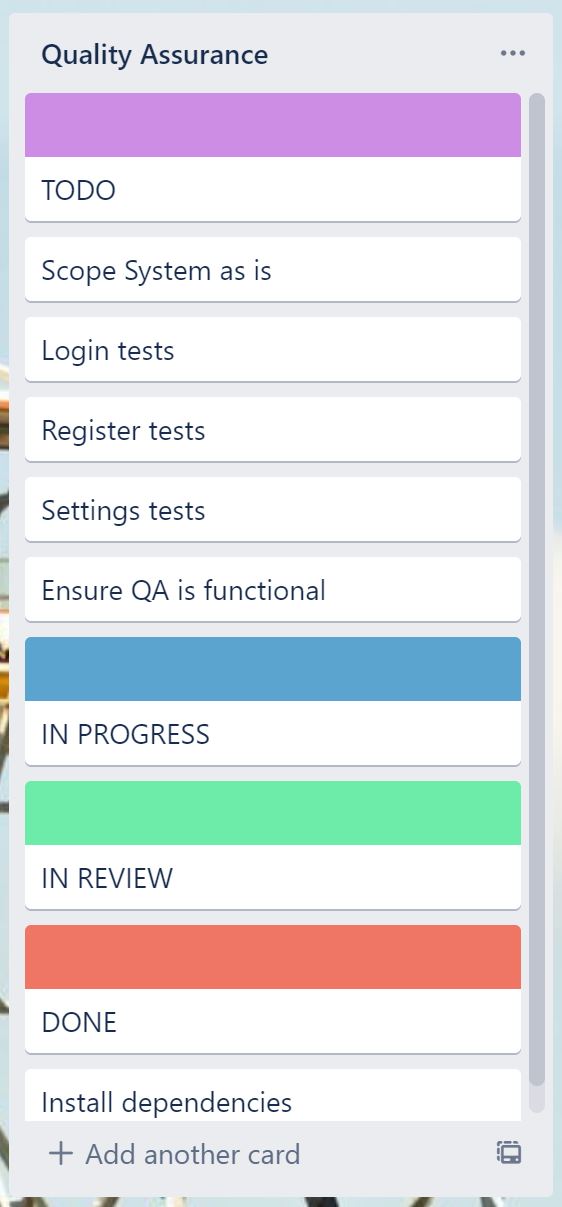 Quality Assurance
TODO
Scope System as is
Login tests
Register tests
Settings tests
Ensure QA is functional
IN PROGRESS
IN REVIEW
DONE
Install dependencies
Add another card